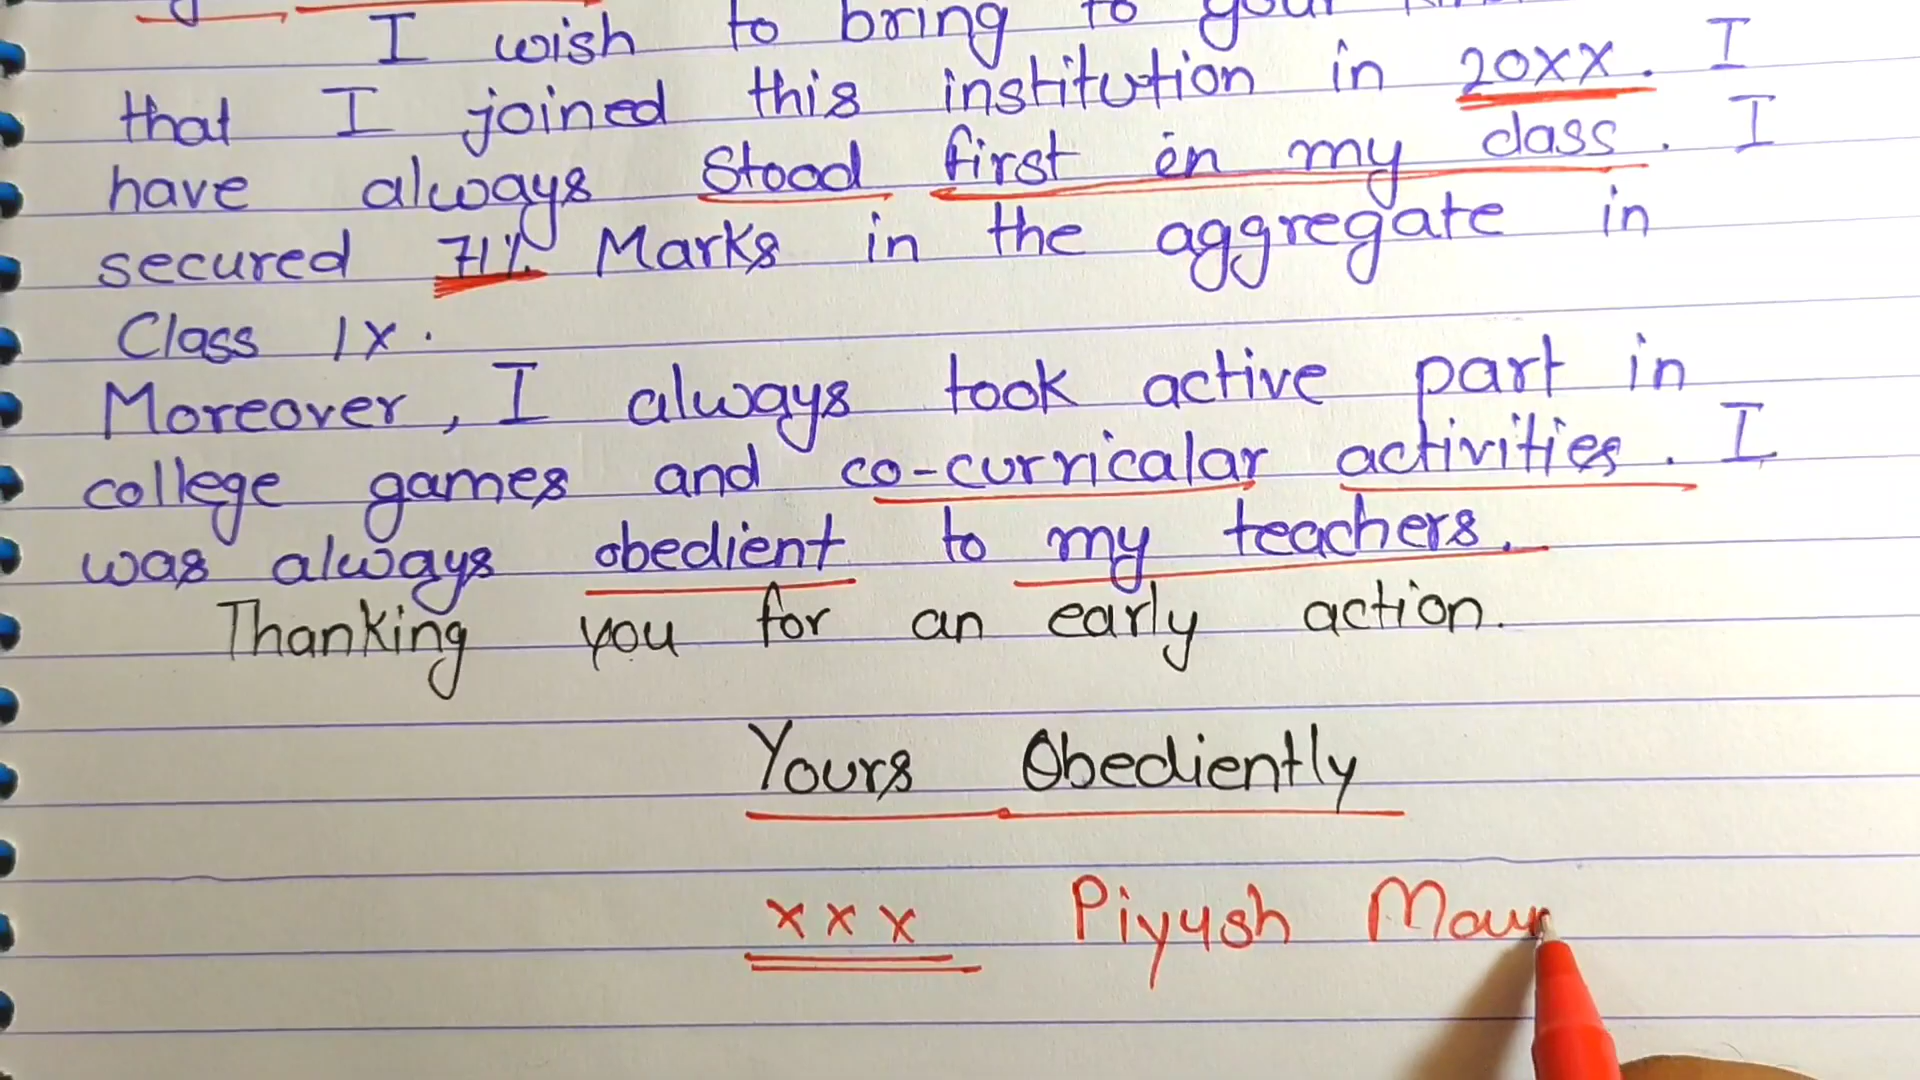 I wish to bring to your
that I joined this institution in 20XX. I
have always stood first in my class. I
secured 71% Marks in the aggregate in
Class IX.
Moreover, I always took active part in
college games and co-curricalar activities. I
was always obedient to my teachers.
Thanking you for an early action.
Yours Obediently
x x x Piyush Maur